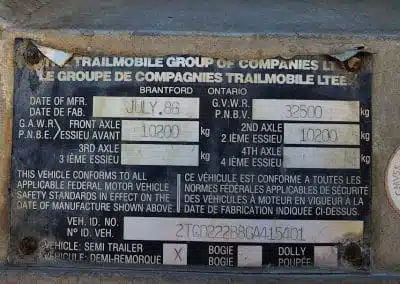 THE TRAILMOBILE GROUP OF COMPANIES LTD.
LE GROUPE DE COMPAGNIES TRAILMOBILE LTEE.
BRANTFORD ONTARIO
DATE OF MFR. DATE DE FAB. JULY.86 G.V.W.R. P.N.B.V. 32500 kg
G.A.W.R. P.N.B.E. FRONT AXLE ESSIEU AVANT 10200 kg 2ND AXLE 2 IÈME ESSIEU 10200 kg
3RD AXLE 3 IÈME ESSIEU kg 4TH AXLE 4 IÈME ESSIEU kg
THIS VEHICLE CONFORMS TO ALL
APPLICABLE FEDERAL MOTOR VEHICLE
SAFETY STANDARDS IN EFFECT ON THE
DATE OF MANUFACTURE SHOWN ABOVE.
CE VÉHICULE EST CONFORME A TOUTES LES
NORMES FÉDÉRALES APPLICABLES DE SÉCURITÉ
DES VÉHICULES À MOTEUR EN VIGUEUR À LA
DATE DE FABRICATION INDIQUÉE CI-DESSUS.
VEH. ID NO.
N° ID. VEH.
VEHICLE: SEMI TRAILER X BOGIE DOLLY
VEHICULE: DEMI-REMORQUE BOGIE POUPÉE